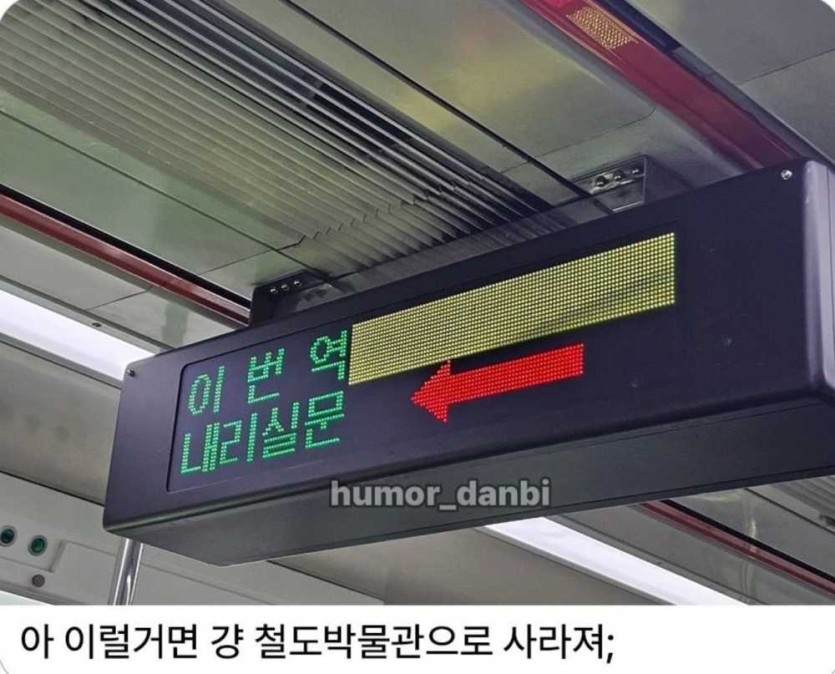 이 번 역
내리실문
humor_danbi
아 이럴거면 걍 철도박물관으로 사라져;